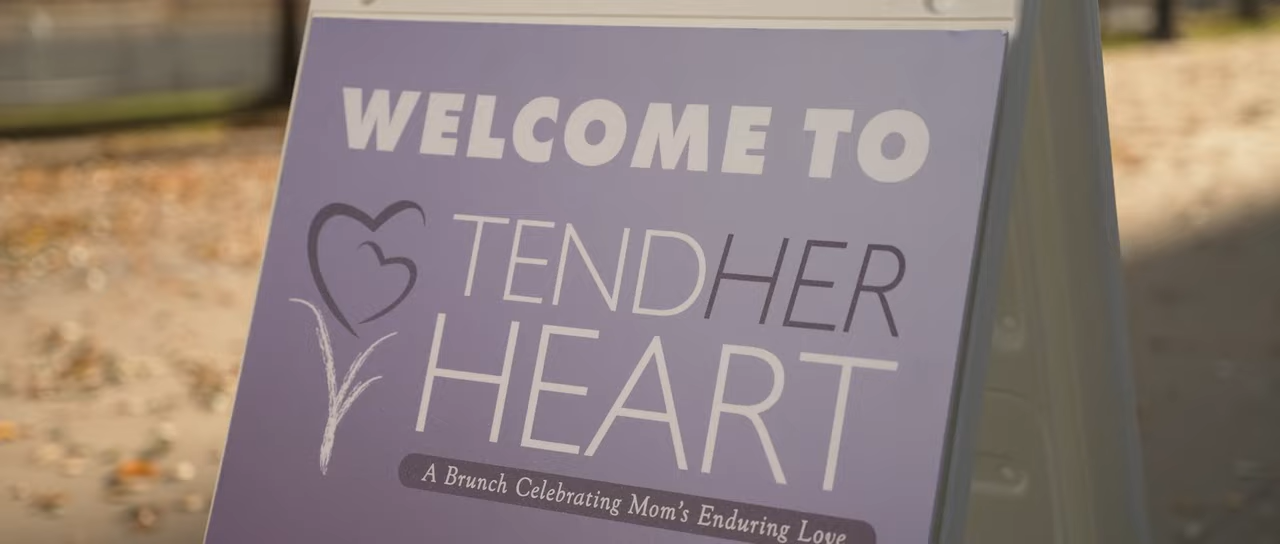 WELCOME TO
TENDHER
HEART
A Brunch Celebrating Mom's Enduring Love